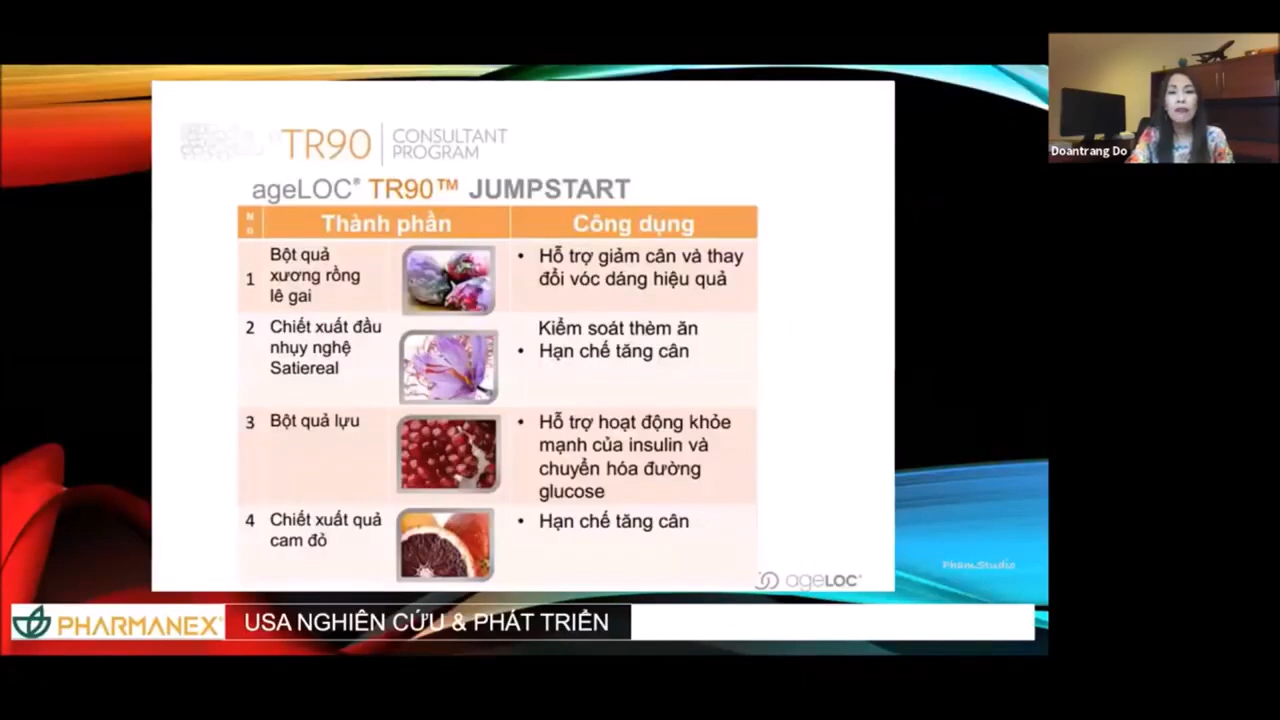 TR90
CONSULTANT
PROGRAM
ageLOC® TR90™ JUMPSTART
N
Thành phần
Công dụng
1
Bột quả
xương rồng
lê gai
• Hỗ trợ giảm cân và thay
đổi vóc dáng hiệu quả
2
Chiết xuất đầu
nhụy nghệ
Satiereal
Kiểm soát thèm ăn
• Hạn chế tăng cân
3
Bột quả lựu
• Hỗ trợ hoạt động khỏe
mạnh của insulin và
chuyển hóa đường
glucose
4
Chiết xuất quả
cam đỏ
• Hạn chế tăng cân
ageLOC®
Pham.Studio
PHARMANEX®
USA NGHIÊN CỨU & PHÁT TRIỂN
Doantrang Do